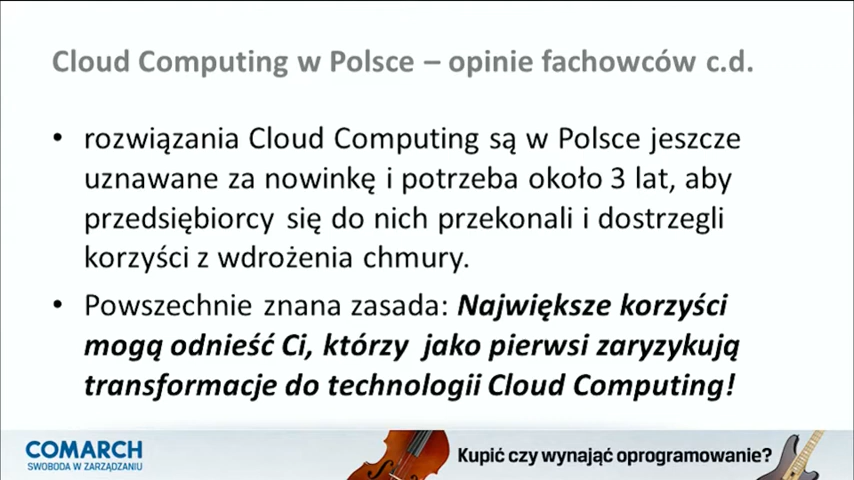 Cloud Computing w Polsce – opinie fachowców c.d.
• rozwiązania Cloud Computing są w Polsce jeszcze
uznawane za nowinkę i potrzeba około 3 lat, aby
przedsiębiorcy się do nich przekonali i dostrzegli
korzyści z wdrożenia chmury.
• Powszechnie znana zasada: Największe korzyści
mogą odnieść Ci, którzy jako pierwsi zaryzykują
transformacje do technologii Cloud Computing!
COMARCH
SWOBODA W ZARZĄDZANIU
Kupić czy wynająć oprogramowanie?